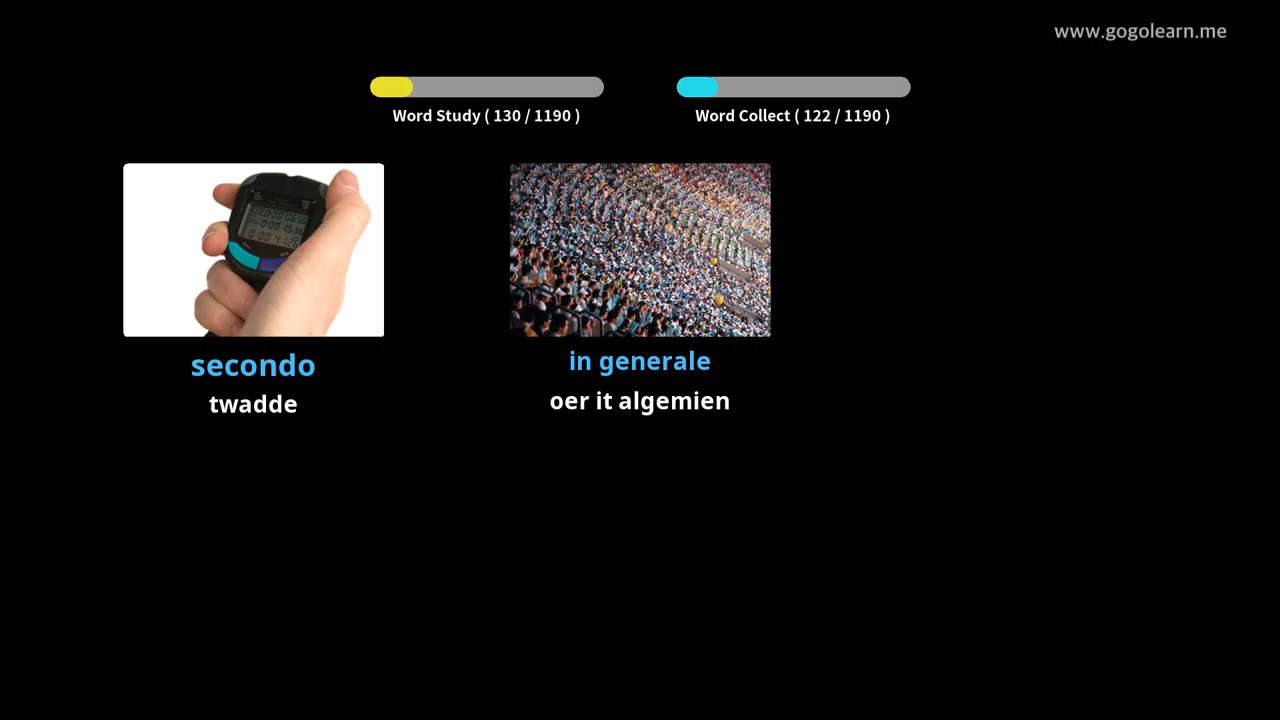 www.gogolearn.me
Word Study ( 130 / 1190 )
Word Collect ( 122 / 1190 )
secondo
twadde
in generale
oer it algemien